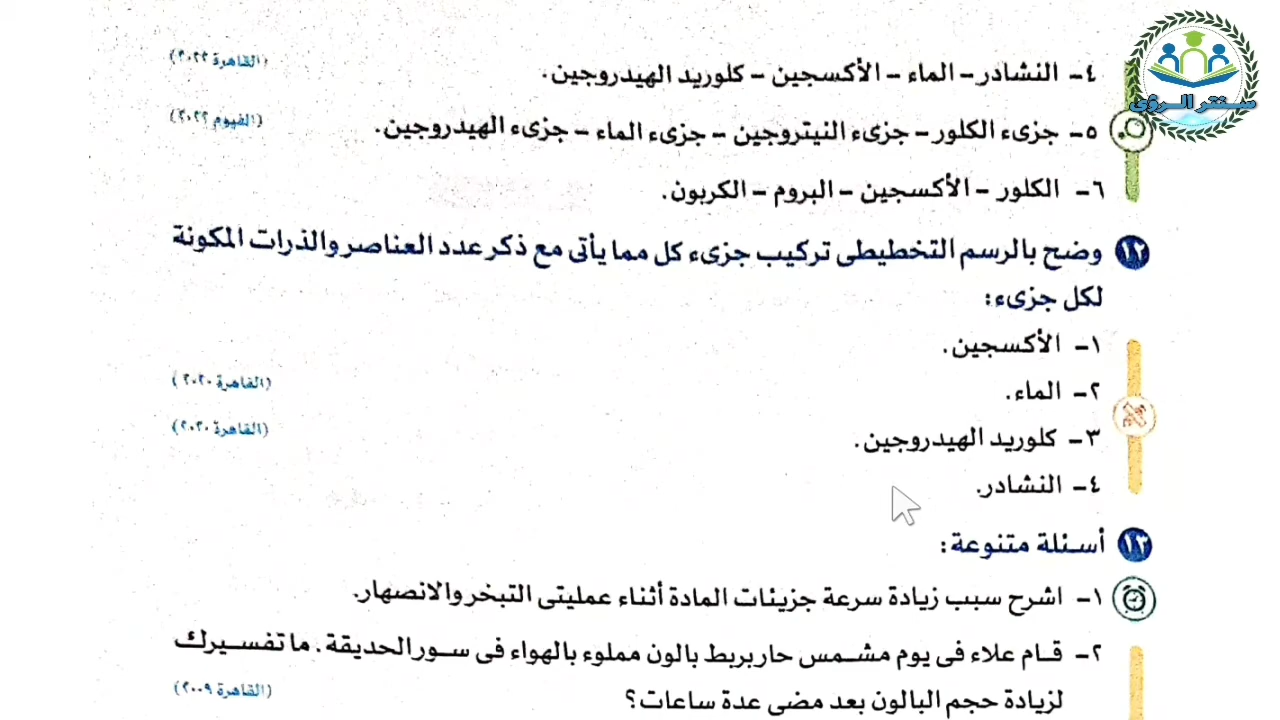 ٤- النشادر – الماء – الأكسجين – كلوريد الهيدروجين. (القاهرة ٢٠٢٢)
٥- جزىء الكلور – جزىء النيتروجين – جزىء الماء – جزىء الهيدروجين. (الفيوم ٢٠٢٢)
٦- الكلور – الأكسجين – البروم – الكربون.
١٢ وضح بالرسم التخطيطى تركيب جزىء كل مما يأتى مع ذكر عدد العناصر والذرات المكونة
لكل جزىء:
١- الأكسجين.
٢- الماء. (القاهرة ٢٠٢٠)
٣- كلوريد الهيدروجين. (القاهرة ٢٠٢٠)
٤- النشادر.
١٣ أسئلة متنوعة:
١- اشرح سبب زيادة سرعة جزيئات المادة أثناء عمليتى التبخر والانصهار.
٢- قام علاء فى يوم مشمس حار بربط بالون مملوء بالهواء فى سور الحديقة. ما تفسيرك
لزيادة حجم البالون بعد مضى عدة ساعات؟ (القاهرة ٢٠٠٩)
سنتر الرؤى